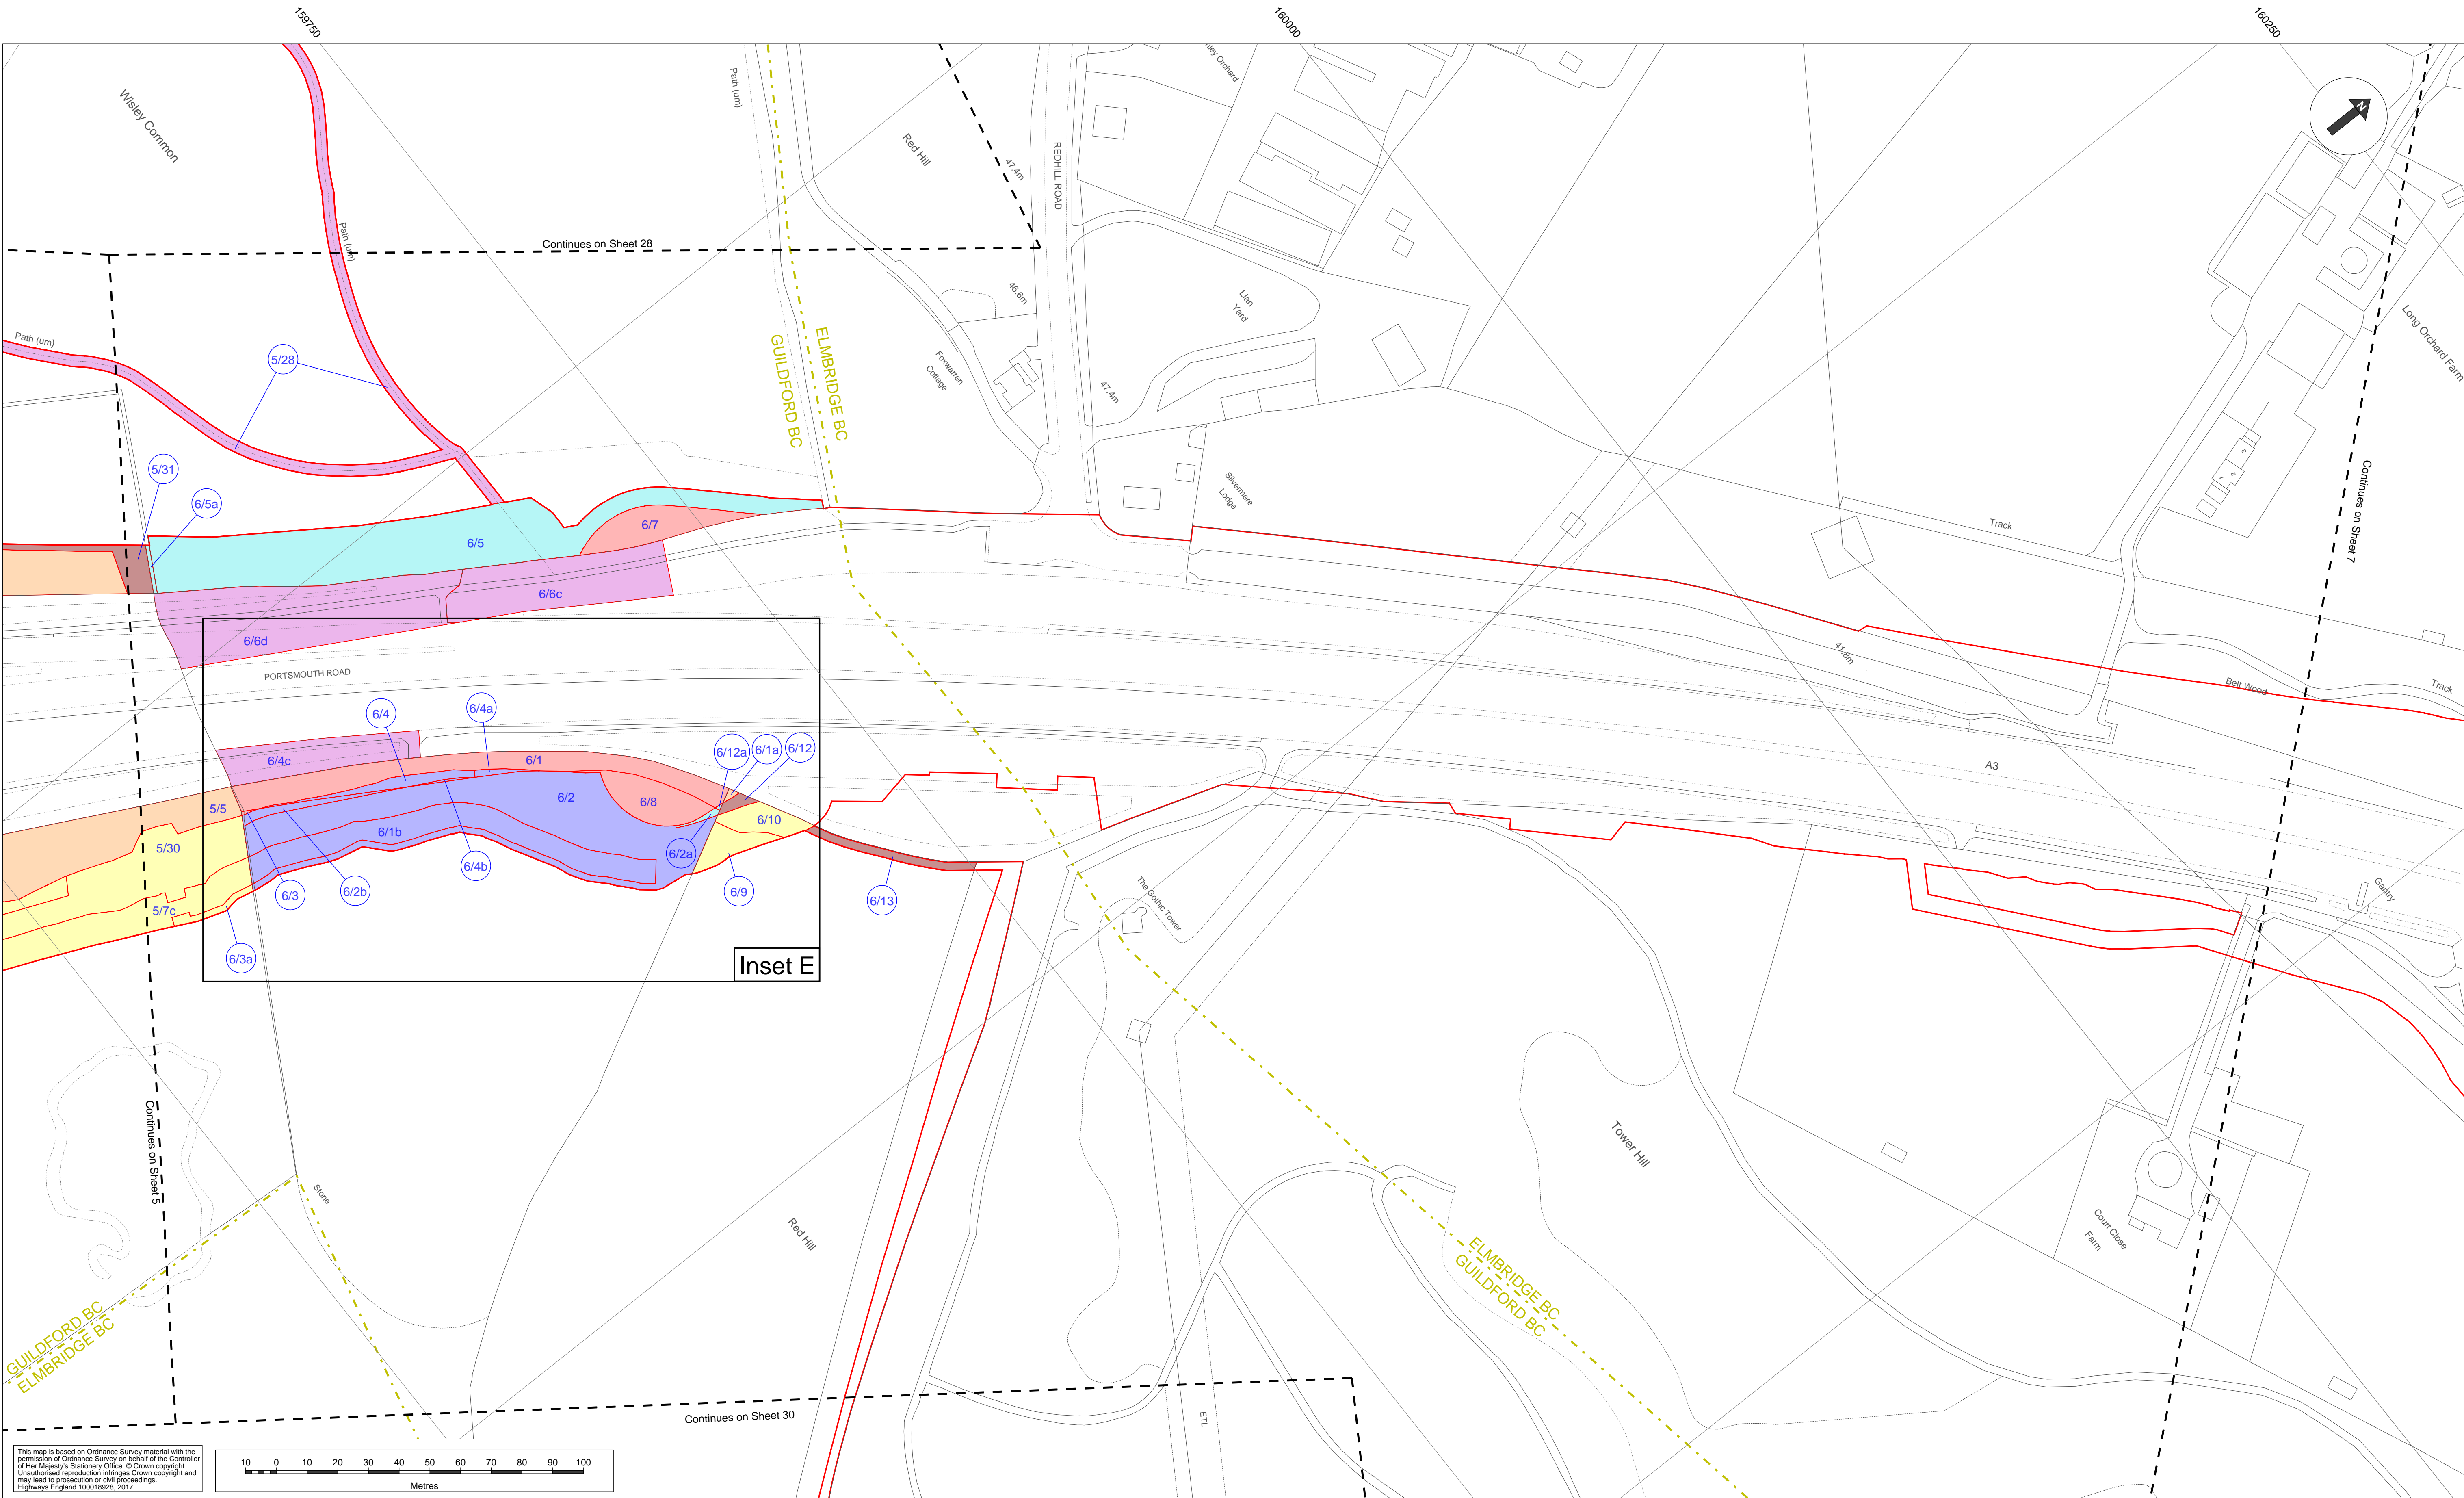 159750
160000
160250
Wisley Common
Path (um)
Red Hill
47.4m
REDHILL ROAD
N
Continues on Sheet 28
Path (um)
46.6m
Lian
Yard
Long Orchard Farm
Path (um)
5/28
GUILDFORD BC
ELMBRIDGE BC
Foxwarren
Cottage
47.4m
5/31
6/5a
Silvermere
Lodge
Continues on Sheet 7
6/7
6/5
Track
6/6c
6/6d
41.8m
PORTSMOUTH ROAD
Belt Wood
Track
6/4
6/4a
6/12a
6/1a
6/12
6/4c
6/1
A3
5/5
6/2
6/8
6/10
6/1b
5/30
6/2a
6/4b
6/3
6/2b
6/9
6/13
The Gothic Tower
Gantry
5/7c
6/3a
Inset E
Continues on Sheet 5
Stone
Red Hill
Tower Hill
Court Close
Farm
ELMBRIDGE BC
GUILDFORD BC
GUILDFORD BC
ELMBRIDGE BC
Continues on Sheet 30
ETL
This map is based on Ordnance Survey material with the
permission of Ordnance Survey on behalf of the Controller
of Her Majesty's Stationery Office. © Crown copyright.
Unauthorised reproduction infringes Crown copyright and
may lead to prosecution or civil proceedings.
Highways England 100018928, 2017.
10 0 10 20 30 40 50 60 70 80 90 100
Metres